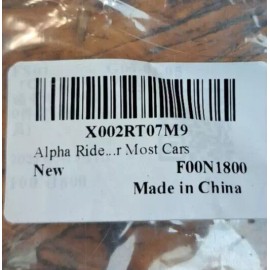 X002RT07M9
Alpha Ride...r Most Cars
New F00N1800
Made in China